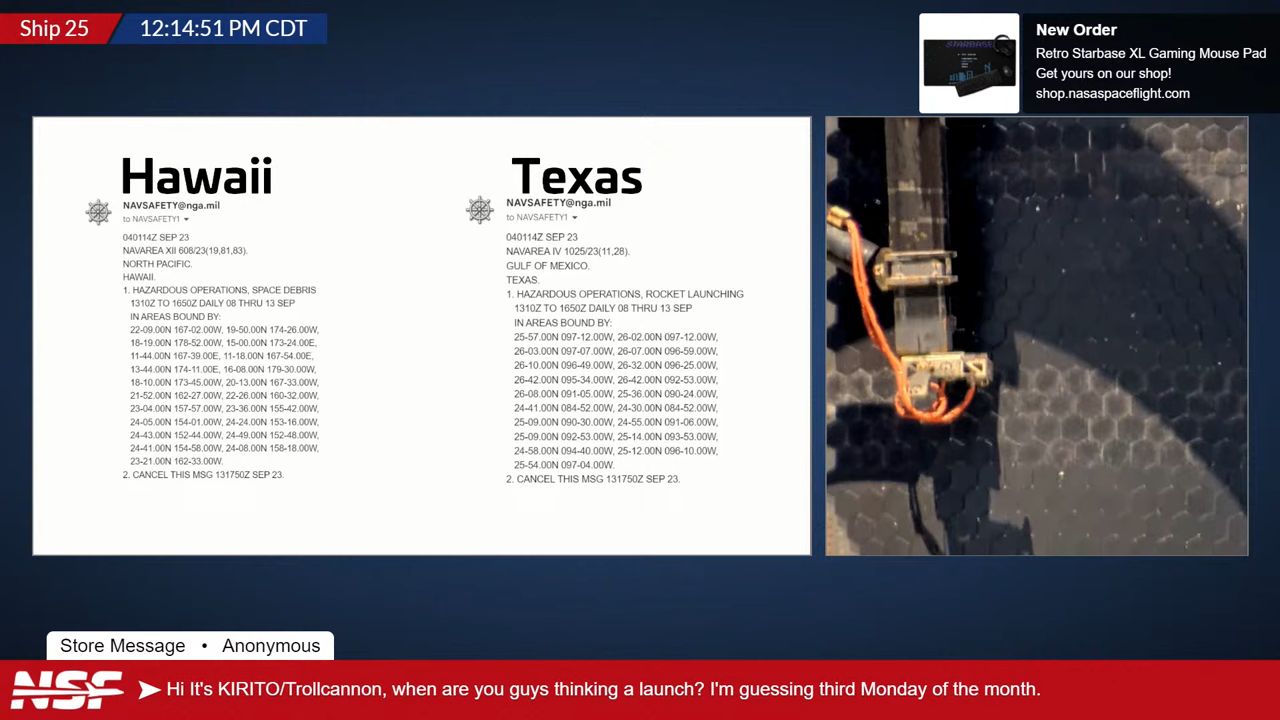 Ship 25
12:14:51 PM CDT
New Order
Retro Starbase XL Gaming Mouse Pad
Get yours on our shop!
shop.nasaspaceflight.com
STARBASE
Hawaii
NAVSAFETY@nga.mil
to NAVSAFETY1
040114Z SEP 23
NAVAREA XII 608/23(19,81,83).
NORTH PACIFIC.
HAWAII.
1. HAZARDOUS OPERATIONS, SPACE DEBRIS
1310Z TO 1650Z DAILY 08 THRU 13 SEP
IN AREAS BOUND BY:
22-09.00N 167-02.00W, 19-50.00N 174-26.00W,
18-19.00N 178-52.00W, 15-00.00N 173-24.00E,
11-44.00N 167-39.00E, 11-18.00N 167-54.00E,
13-44.00N 174-11.00E, 16-08.00N 179-30.00W,
18-10.00N 173-45.00W, 20-13.00N 167-33.00W,
21-52.00N 162-27.00W, 22-26.00N 160-32.00W,
23-04.00N 157-57.00W, 23-36.00N 155-42.00W,
24-05.00N 154-01.00W, 24-24.00N 153-16.00W,
24-43.00N 152-44.00W, 24-49.00N 152-48.00W,
24-41.00N 154-58.00W, 24-08.00N 158-18.00W,
23-21.00N 162-33.00W.
2. CANCEL THIS MSG 131750Z SEP 23.
Texas
NAVSAFETY@nga.mil
to NAVSAFETY1
040114Z SEP 23
NAVAREA IV 1025/23(11,28).
GULF OF MEXICO.
TEXAS.
1. HAZARDOUS OPERATIONS, ROCKET LAUNCHING
1310Z TO 1650Z DAILY 08 THRU 13 SEP
IN AREAS BOUND BY:
25-57.00N 097-12.00W, 26-02.00N 097-12.00W,
26-03.00N 097-07.00W, 26-07.00N 096-59.00W,
26-10.00N 096-49.00W, 26-32.00N 096-25.00W,
26-42.00N 095-34.00W, 26-42.00N 092-53.00W,
26-08.00N 091-05.00W, 25-36.00N 090-24.00W,
24-41.00N 084-52.00W, 24-30.00N 084-52.00W,
25-09.00N 090-30.00W, 24-55.00N 091-06.00W,
25-09.00N 092-53.00W, 25-14.00N 093-53.00W,
24-58.00N 094-40.00W, 25-12.00N 096-10.00W,
25-54.00N 097-04.00W.
2. CANCEL THIS MSG 131750Z SEP 23.
Store Message • Anonymous
NSF
Hi It's KIRITO/Trollcannon, when are you guys thinking a launch? I'm guessing third Monday of the month.